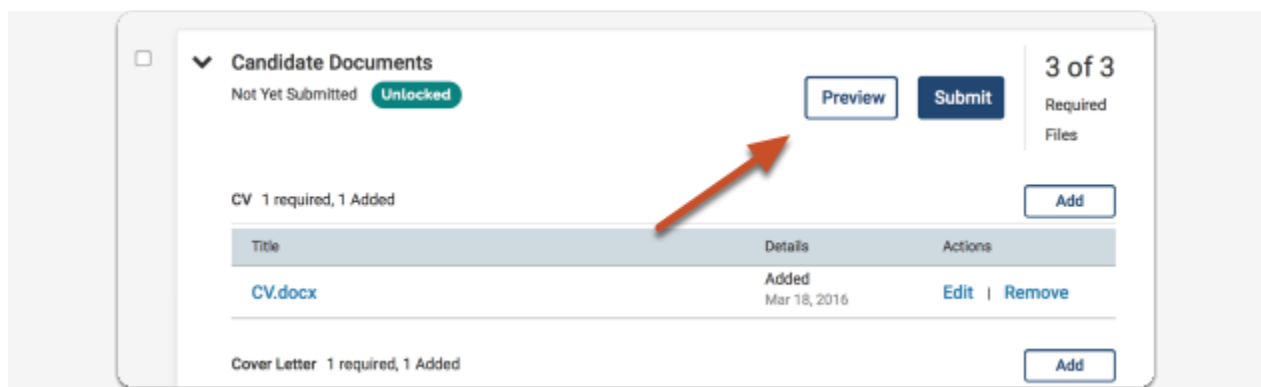 Candidate Documents
Not Yet Submitted Unlocked
Preview Submit
3 of 3
Required
Files
CV 1 required, 1 Added Add
Title Details Actions
CV.docx Added Edit | Remove
Mar 18, 2016
Cover Letter 1 required, 1 Added Add